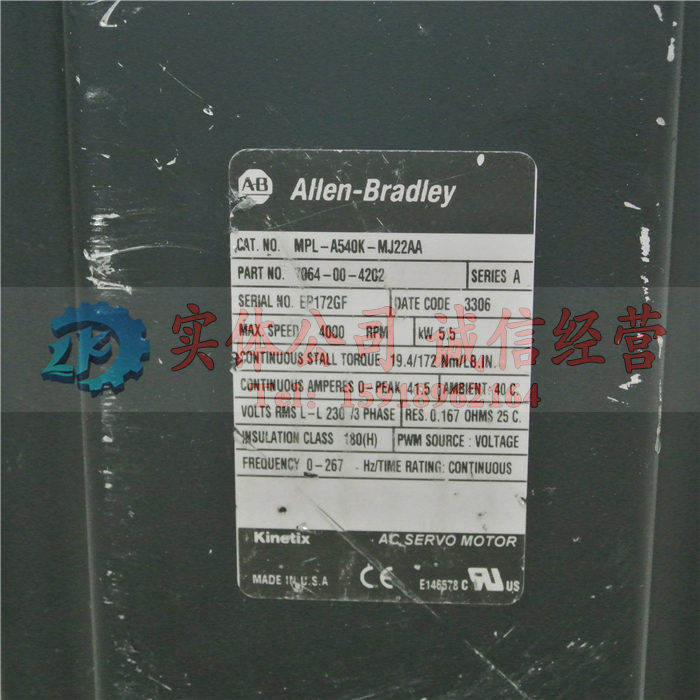 A-B Allen-Bradley
CAT. NO. MPL-A540K-MJ22AA
PART NO. 7064-00-4202 SERIES A
SERIAL NO. EP172GF DATE CODE 3306
MAX. SPEED 4000 RPM kW 5.5
ZKJ 实体公司 诚信经营
CONTINUOUS STALL TORQUE 19.4/172 Nm/LB.IN.
CONTINUOUS AMPERES 0-PEAK 41.5 AMBIENT: 40 C.
VOLTS RMS L-L 230 /3 PHASE RES. 0.167 OHMS 25 C.
INSULATION CLASS 180(H) PWM SOURCE : VOLTAGE
FREQUENCY 0-267 Hz/TIME RATING: CONTINUOUS
Kinetix AC SERVO MOTOR
MADE IN U.S.A CE E146578 C UR US